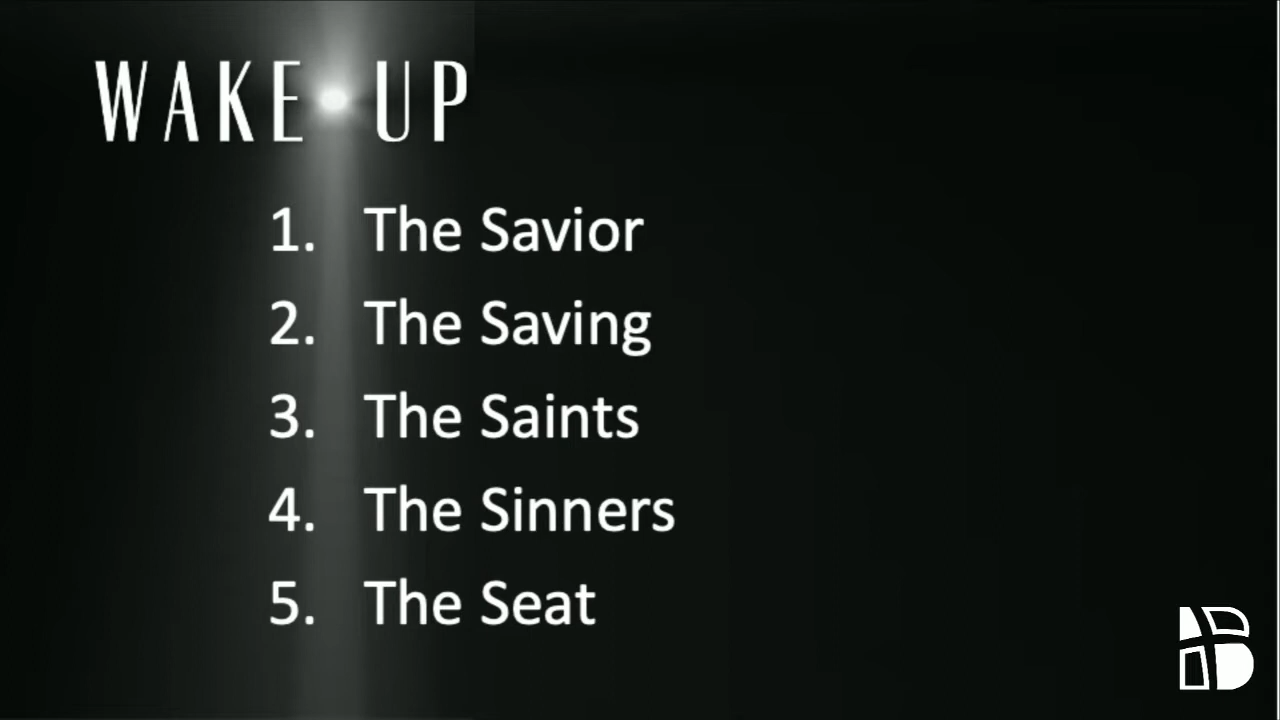 WAKE UP
1. The Savior
2. The Saving
3. The Saints
4. The Sinners
5. The Seat